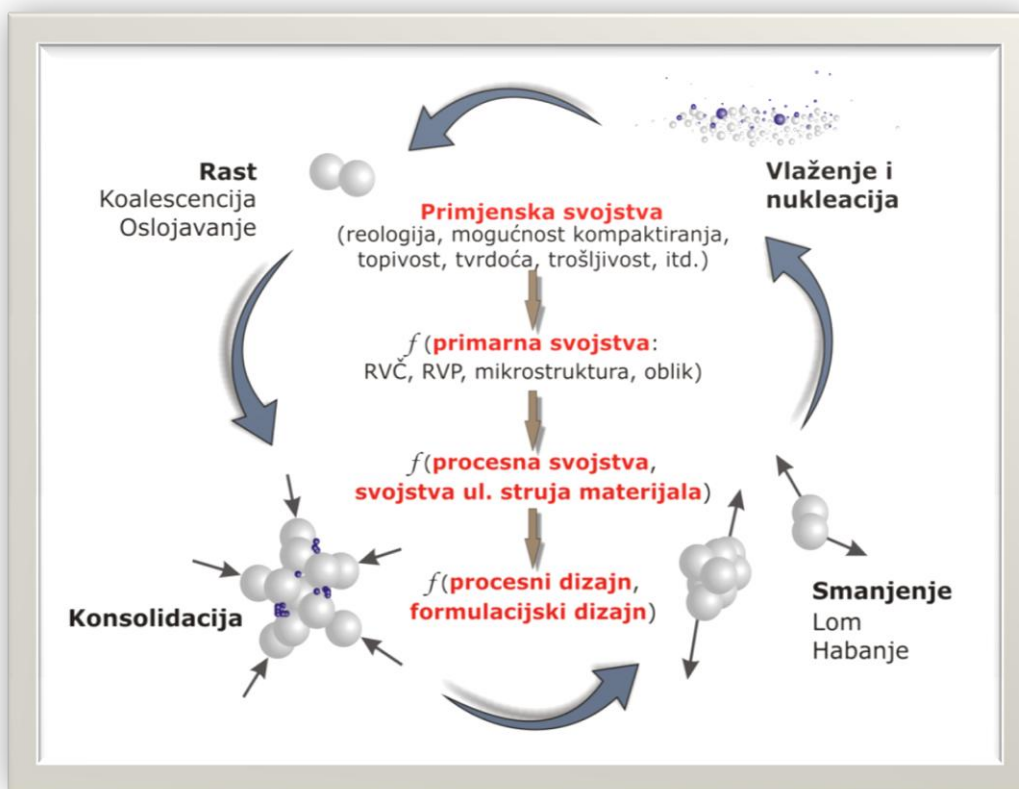 Rast
Koalescencija
Oslojavanje
Vlaženje i
nukleacija
Primjenska svojstva
(reologija, mogućnost kompaktiranja,
topivost, tvrdoća, trošljivost, itd.)
f(primarna svojstva:
RVČ, RVP, mikrostruktura, oblik)
f(procesna svojstva,
svojstva ul. struja materijala)
f(procesni dizajn,
formulacijski dizajn)
Konsolidacija
Smanjenje
Lom
Habanje